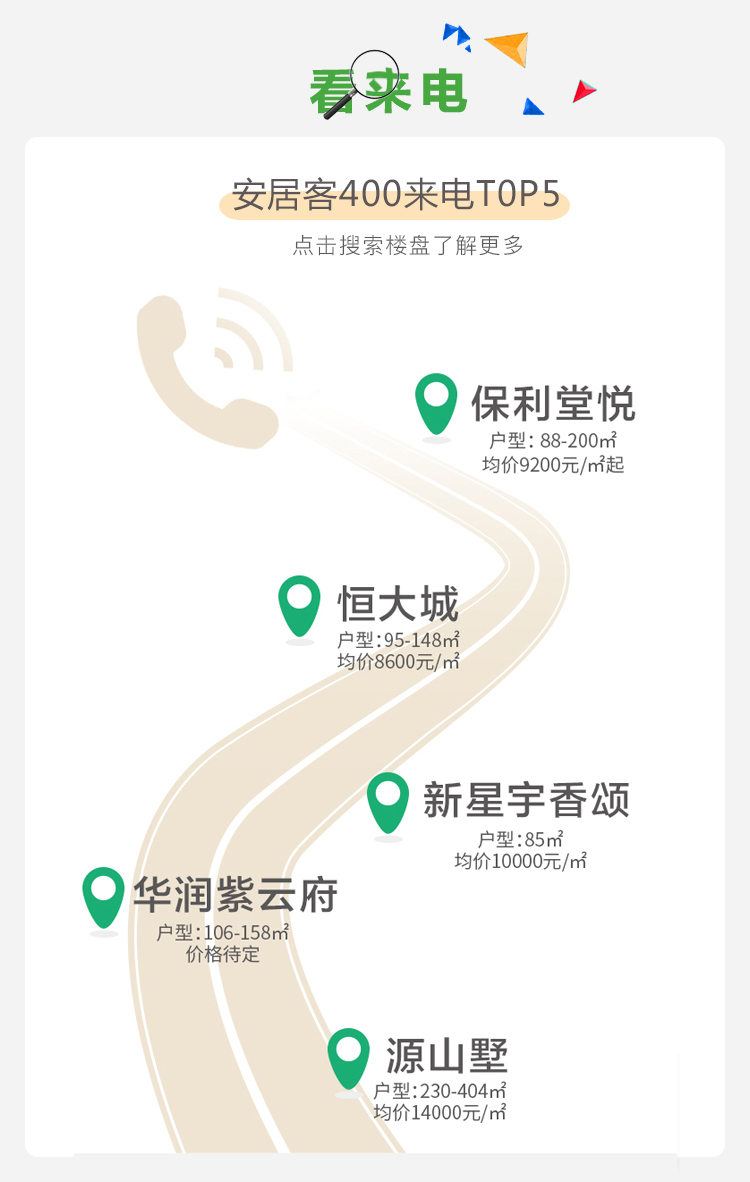 看来电
安居客400来电T0P5
点击搜索楼盘了解更多
保利堂悦
户型：88-200㎡
均价9200元/㎡起
恒大城
户型：95-148㎡
均价8600元/㎡
新星宇香颂
户型：85㎡
均价10000元/㎡
华润紫云府
户型：106-158㎡
价格待定
源山墅
户型：230-404㎡
均价14000元/㎡